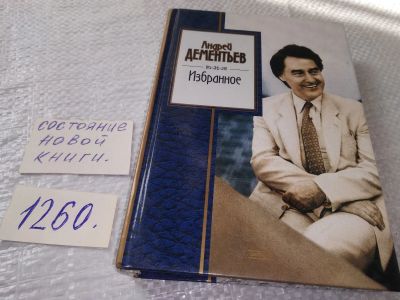 Андрей
ДЕМЕНТЬЕВ
Избранное
состояние
новой
книги.
1260.